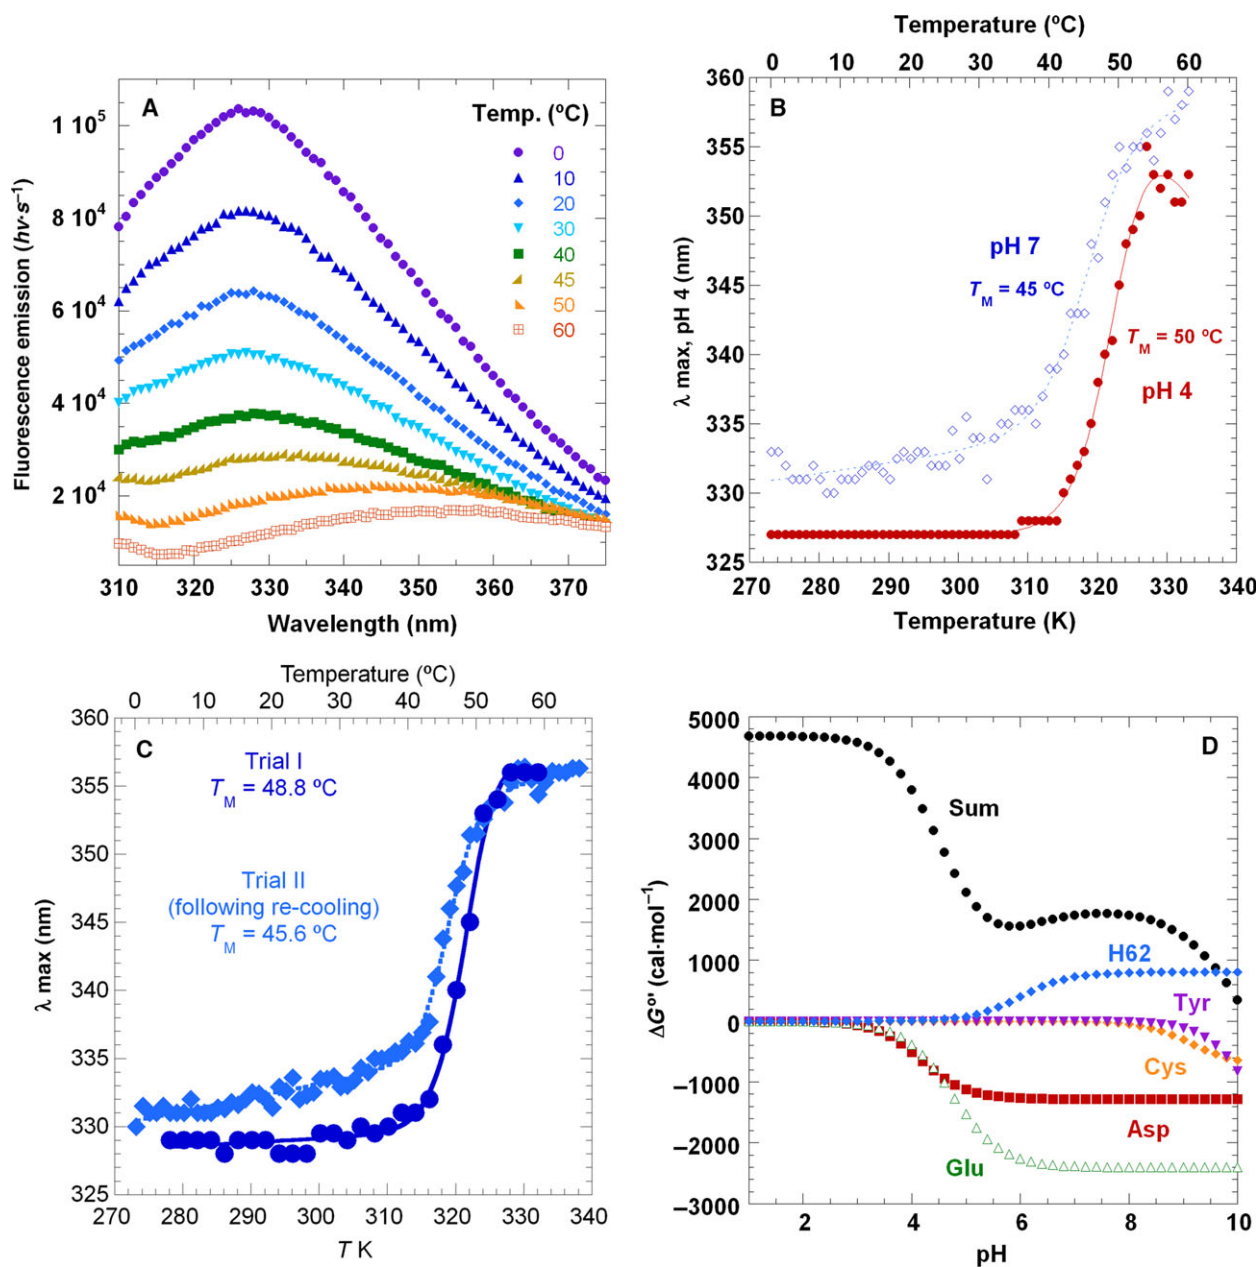 A
Temp. (ºC)
0
10
20
30
40
45
50
60
1 10⁵
8 10⁴
6 10⁴
4 10⁴
2 10⁴
Fluorescence emission (hν·s⁻¹)
310 320 330 340 350 360 370
Wavelength (nm)
Temperature (ºC)
0 10 20 30 40 50 60
B
360
355
350
345
340
335
330
325
λ max, pH 4 (nm)
pH 7
T_M = 45 ºC
T_M = 50 ºC
pH 4
270 280 290 300 310 320 330 340
Temperature (K)
Temperature (ºC)
0 10 20 30 40 50 60
C
360
355
350
345
340
335
330
325
λ max (nm)
Trial I
T_M = 48.8 ºC
Trial II
(following re-cooling)
T_M = 45.6 ºC
270 290 300 310 320 330 340
T K
D
5000
4000
3000
2000
1000
0
−1000
−2000
−3000
ΔG°′ (cal·mol⁻¹)
Sum
H62
Tyr
Cys
Asp
Glu
2 4 6 8 10
pH